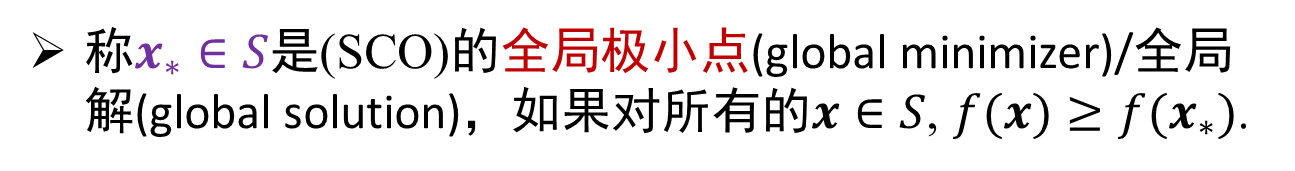 ➢ 称𝒙∗ ∈ 𝑆是(SCO)的全局极小点(global minimizer)/全局
解(global solution)，如果对所有的𝒙 ∈ 𝑆, 𝑓(𝒙) ≥ 𝑓(𝒙∗).